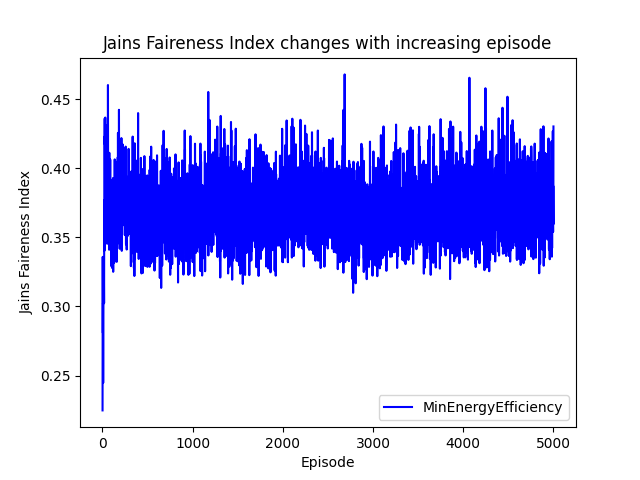 Jains Faireness Index changes with increasing episode
Jains Faireness Index
0.45
0.40
0.35
0.30
0.25
MinEnergyEfficiency
0 1000 2000 3000 4000 5000
Episode